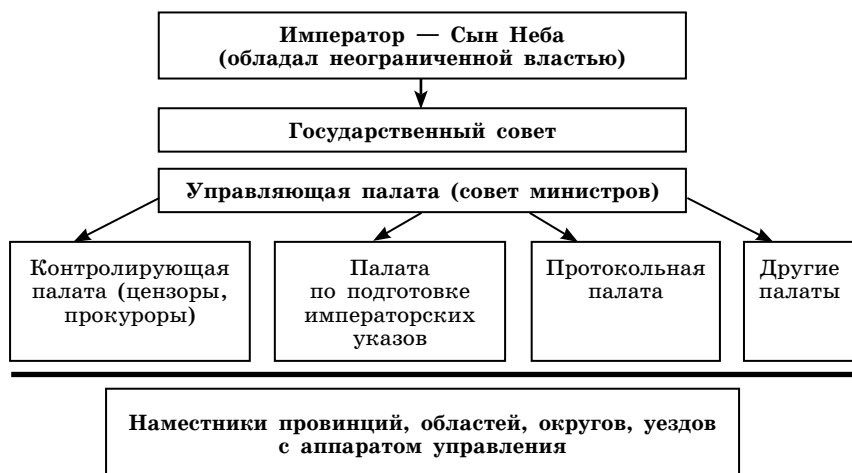 Император — Сын Неба
(обладал неограниченной властью)
Государственный совет
Управляющая палата (совет министров)
Контролирующая
палата (цензоры,
прокуроры)
Палата
по подготовке
императорских
указов
Протокольная
палата
Другие
палаты
Наместники провинций, областей, округов, уездов
с аппаратом управления